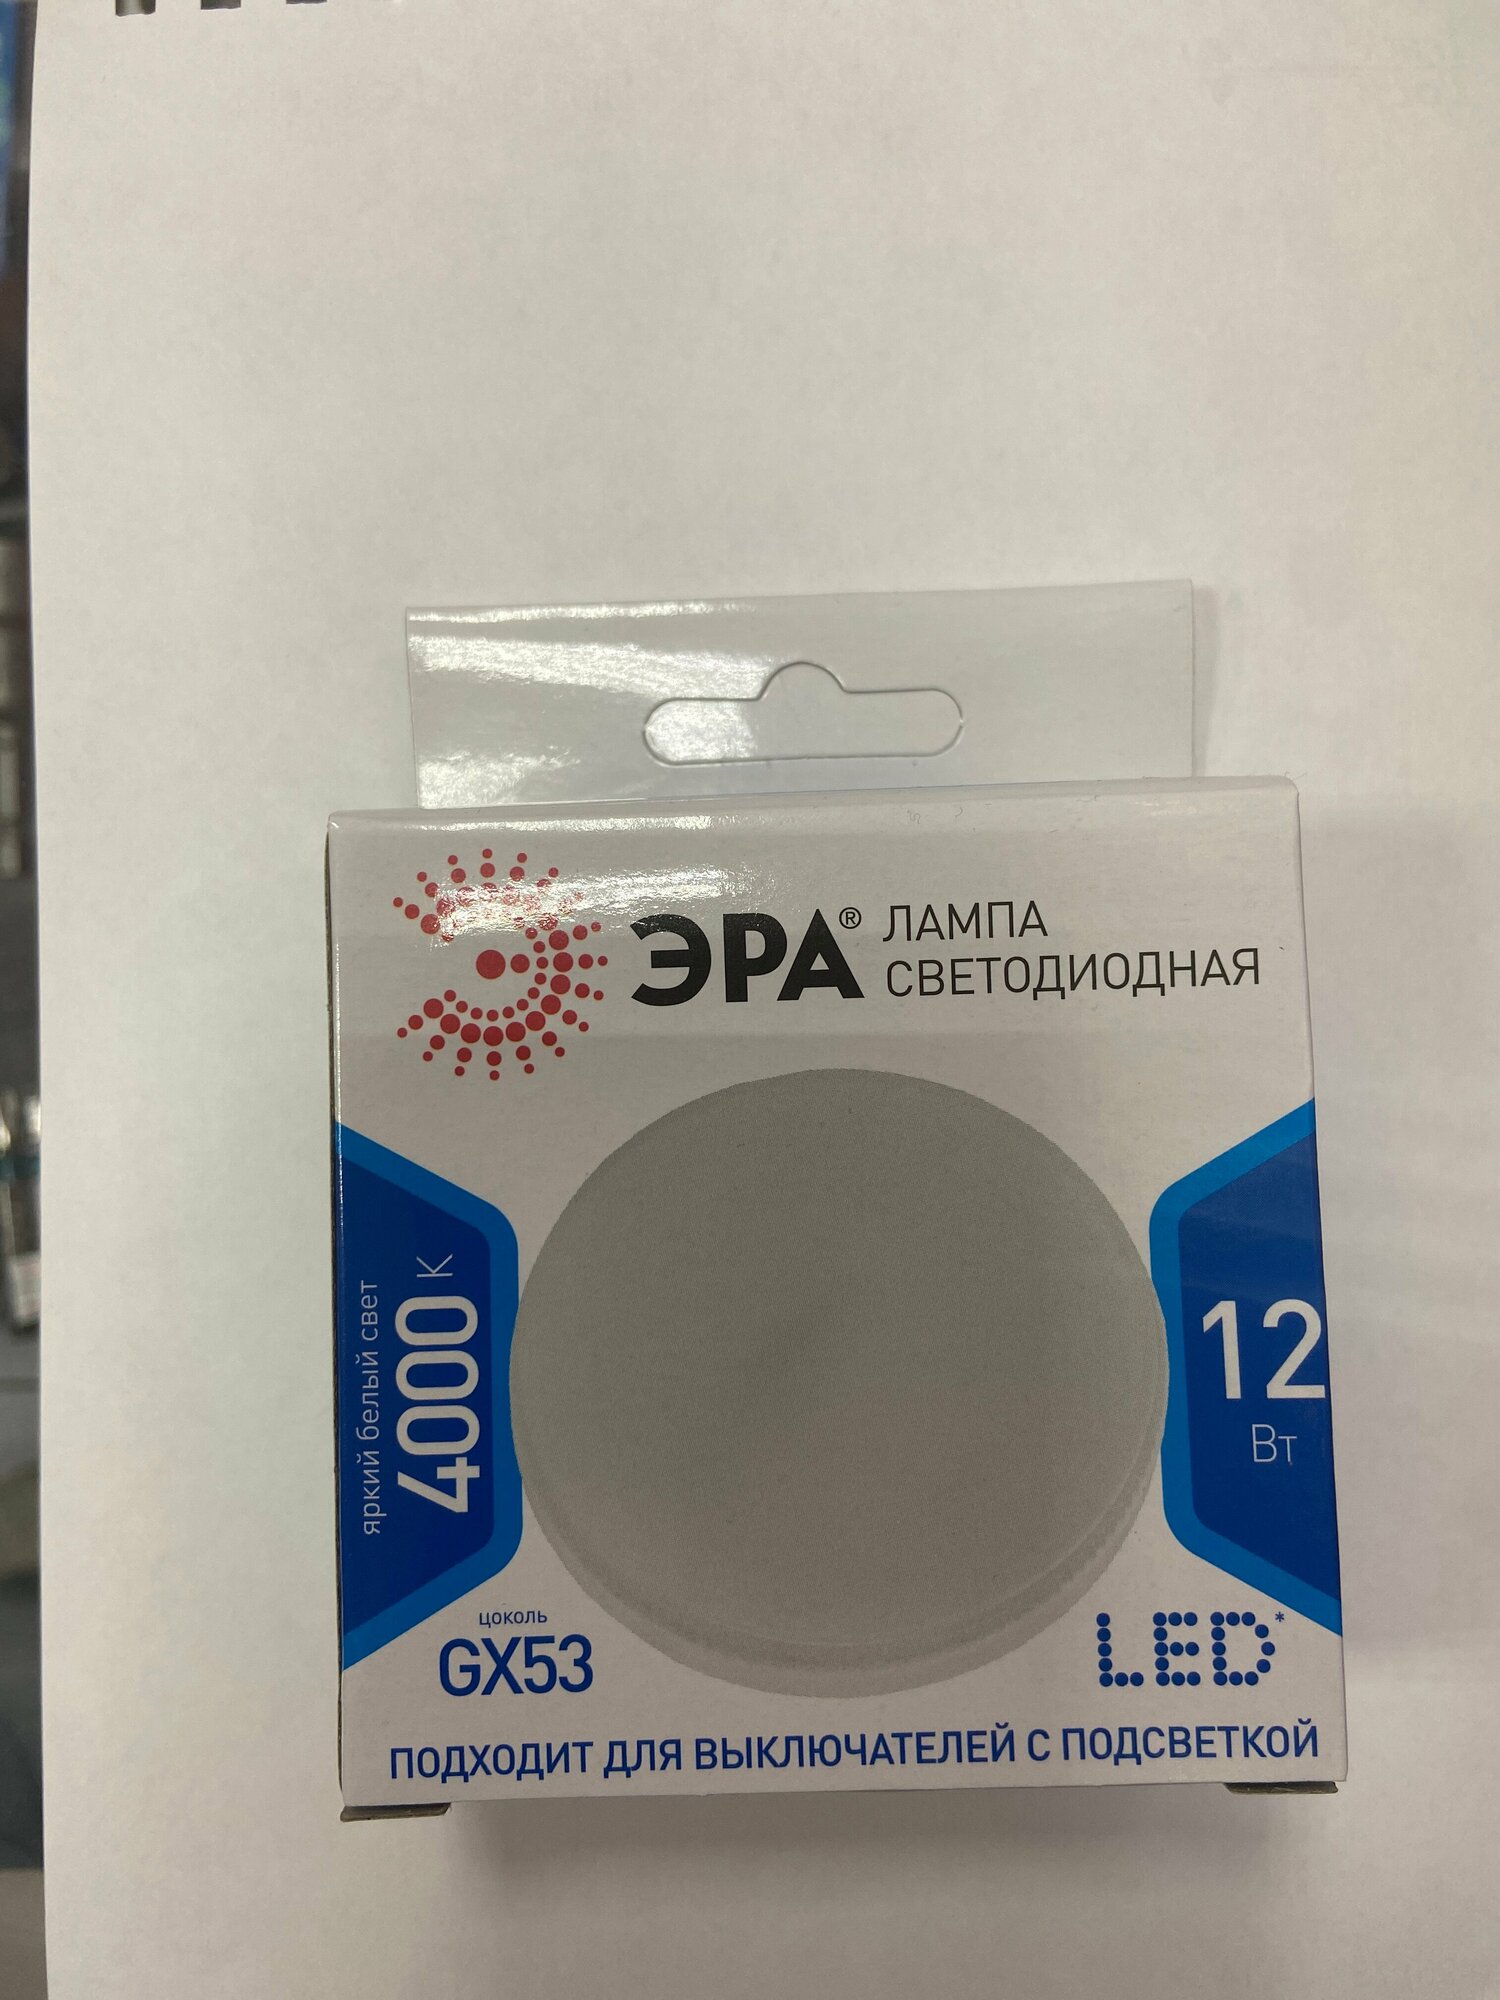 ЭРА® ЛАМПА
СВЕТОДИОДНАЯ
яркий белый свет
4000 К
12
Вт
цоколь
GX53
LED*
ПОДХОДИТ ДЛЯ ВЫКЛЮЧАТЕЛЕЙ С ПОДСВЕТКОЙ